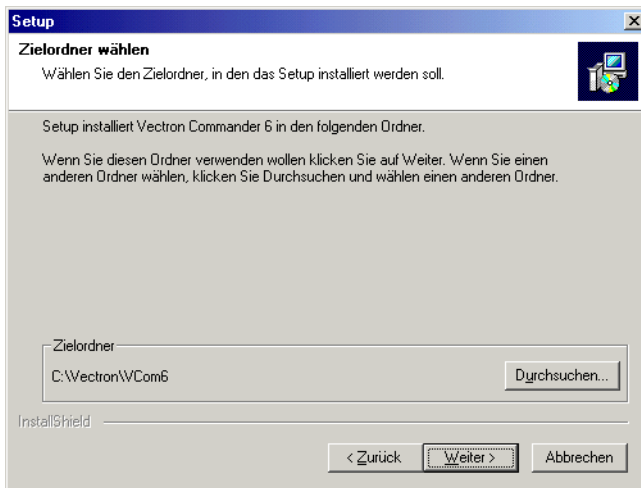 Setup
Zielordner wählen
Wählen Sie den Zielordner, in den das Setup installiert werden soll.
Setup installiert Vectron Commander 6 in den folgenden Ordner.
Wenn Sie diesen Ordner verwenden wollen klicken Sie auf Weiter. Wenn Sie einen
anderen Ordner wählen, klicken Sie Durchsuchen und wählen einen anderen Ordner.
Zielordner
C:\Vectron\VCom6
Durchsuchen...
InstallShield
< Zurück
Weiter >
Abbrechen